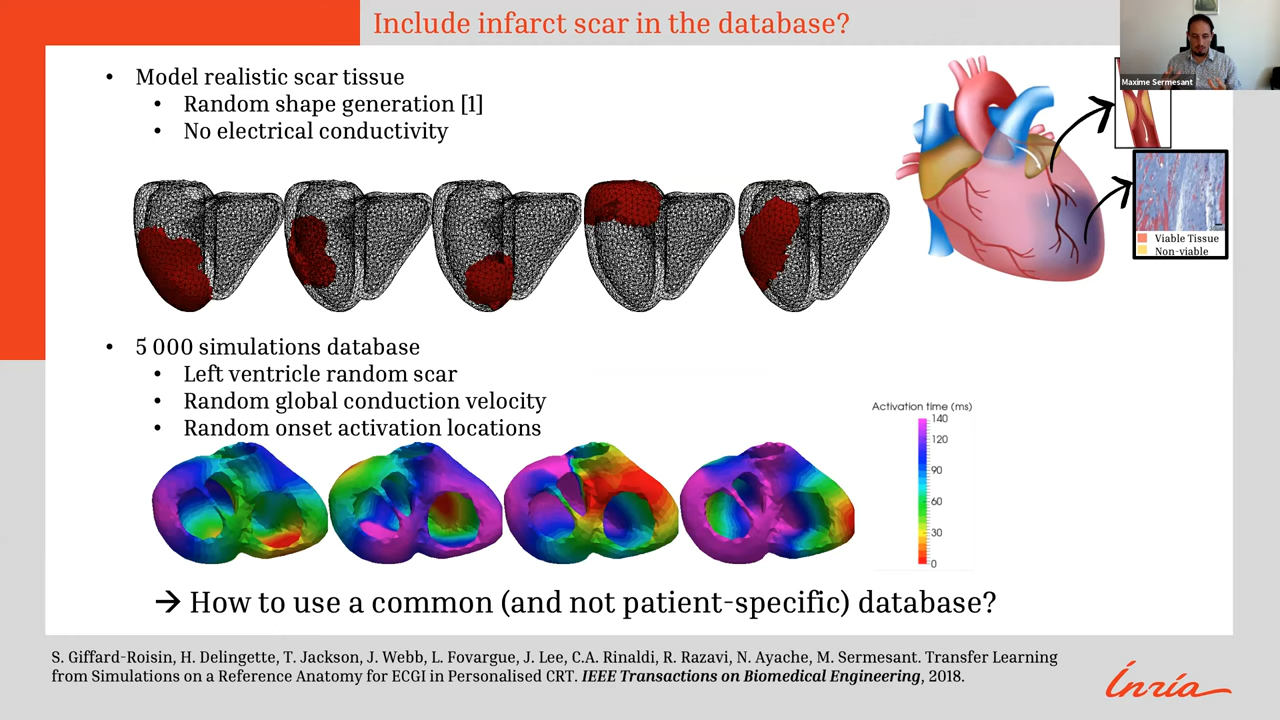 Include infarct scar in the database?
Maxime Sermesant
• Model realistic scar tissue
• Random shape generation [1]
• No electrical conductivity
Viable Tissue
Non-viable
• 5 000 simulations database
• Left ventricle random scar
• Random global conduction velocity
• Random onset activation locations
Activation time (ms)
140
120
90
60
30
0
→ How to use a common (and not patient-specific) database?
S. Giffard-Roisin, H. Delingette, T. Jackson, J. Webb, L. Fovargue, J. Lee, C.A. Rinaldi, R. Razavi, N. Ayache, M. Sermesant. Transfer Learning
from Simulations on a Reference Anatomy for ECGI in Personalised CRT. IEEE Transactions on Biomedical Engineering, 2018.
Inria